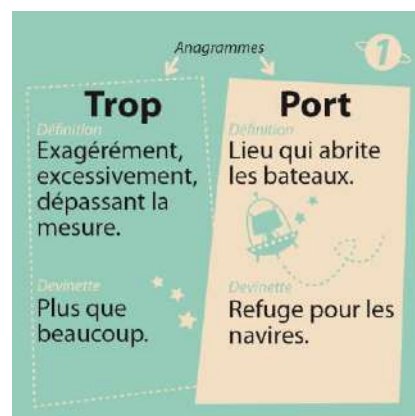 Anagrammes
1
Trop
Définition
Exagérément,
excessivement,
dépassant la
mesure.
Devinette
Plus que
beaucoup.
Port
Définition
Lieu qui abrite
les bateaux.
Devinette
Refuge pour les
navires.